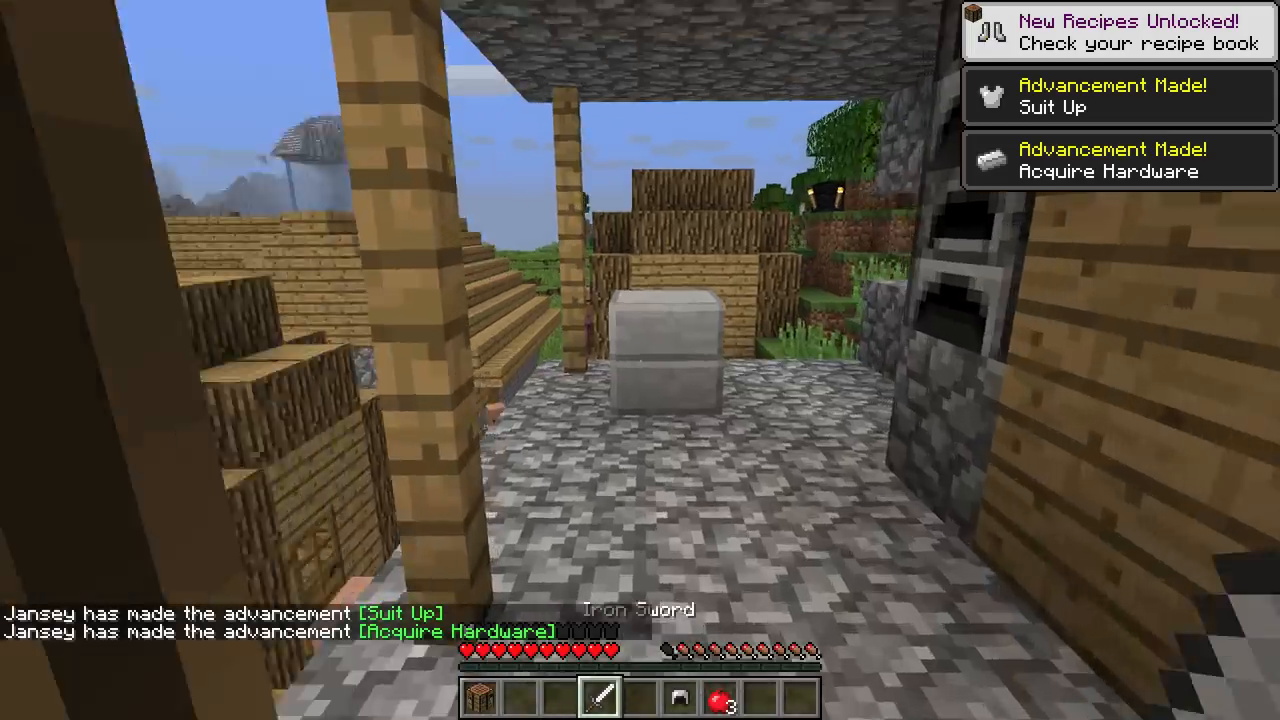 New Recipes Unlocked!
Check your recipe book
Advancement Made!
Suit Up
Advancement Made!
Acquire Hardware
Iron Sword
Jansey has made the advancement [Suit Up]
Jansey has made the advancement [Acquire Hardware]
3